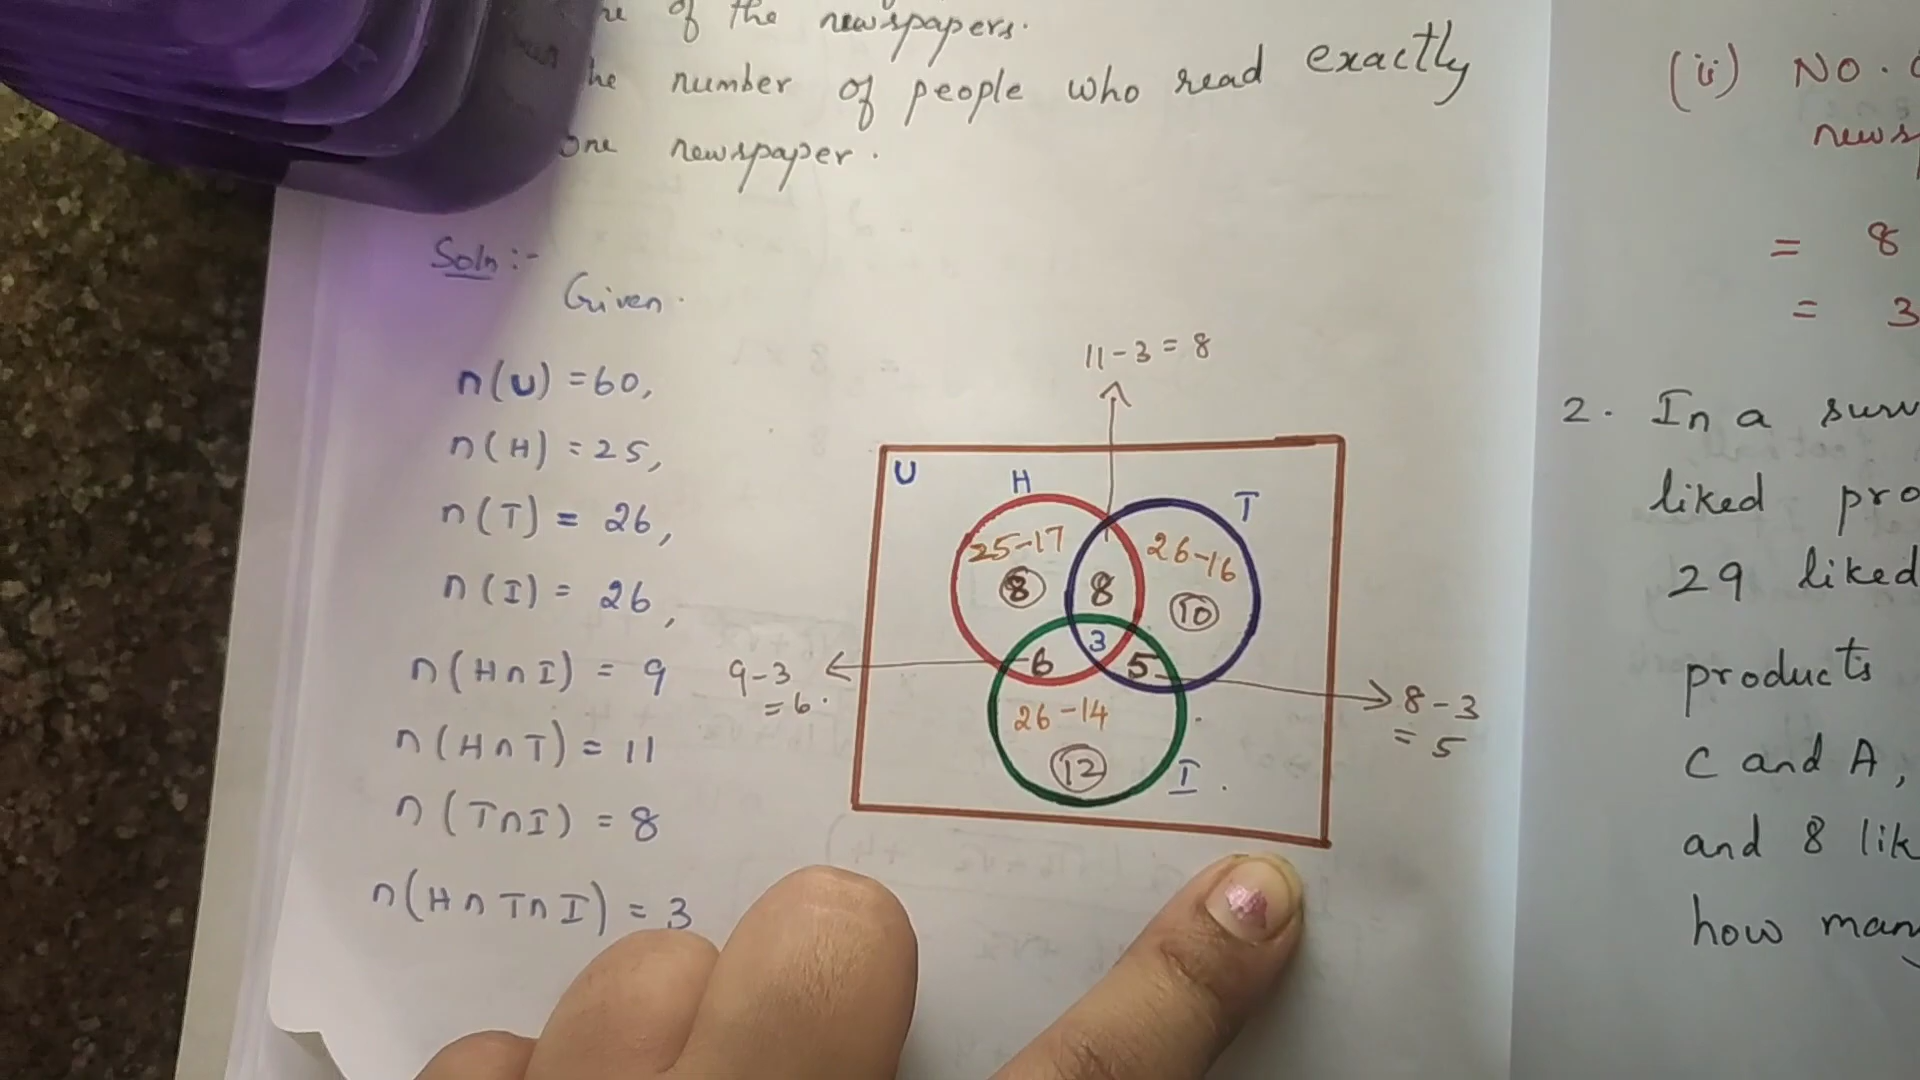 of the newspapers.
he number of people who read exactly
one newspaper.
Soln:-
Given.
n(U) = 60,
n(H) = 25,
n(T) = 26,
n(I) = 26,
n(H∩I) = 9
n(H∩T) = 11
n(T∩I) = 8
n(H∩T∩I) = 3
11-3 = 8
U
H
T
25-17
8
8
26-16
10
3
6
5
9-3
= 6.
8-3
= 5
26-14
12
I.
(ii) No.
news
= 8
= 3
2. In a surv
liked pro
29 liked
products
C and A,
and 8 lik
how many